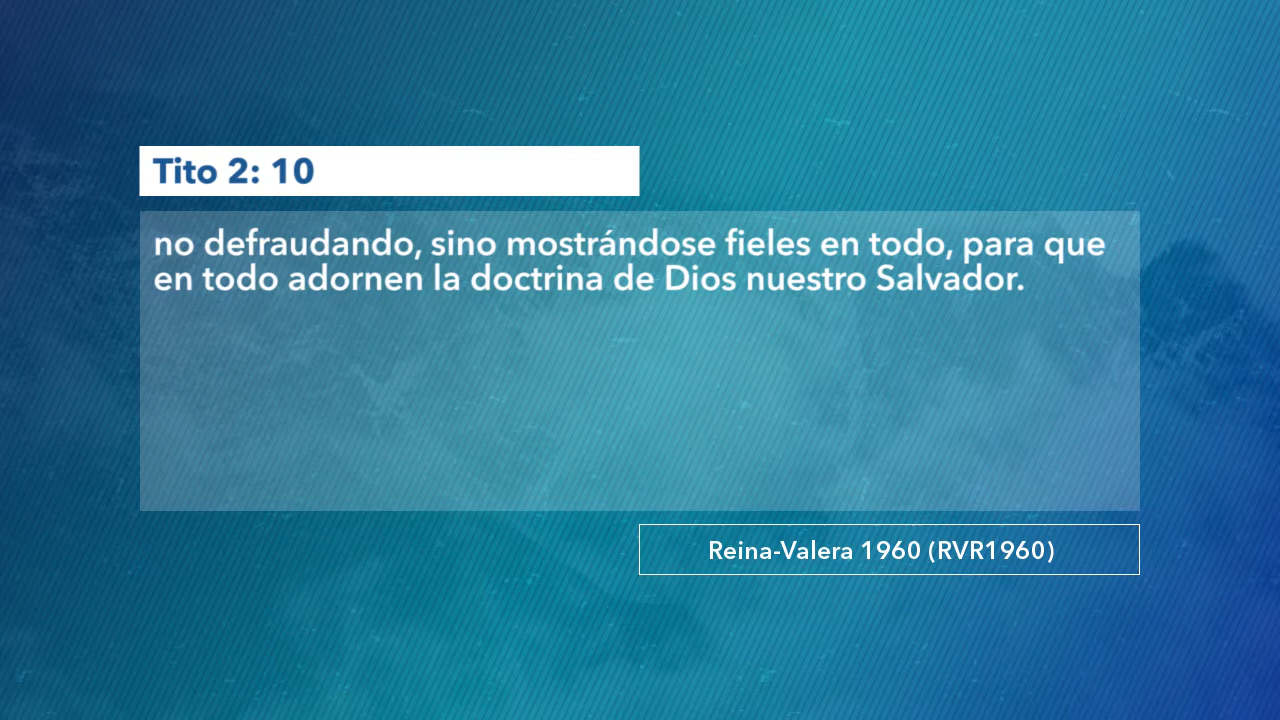 Tito 2: 10
no defraudando, sino mostrándose fieles en todo, para que
en todo adornen la doctrina de Dios nuestro Salvador.
Reina-Valera 1960 (RVR1960)